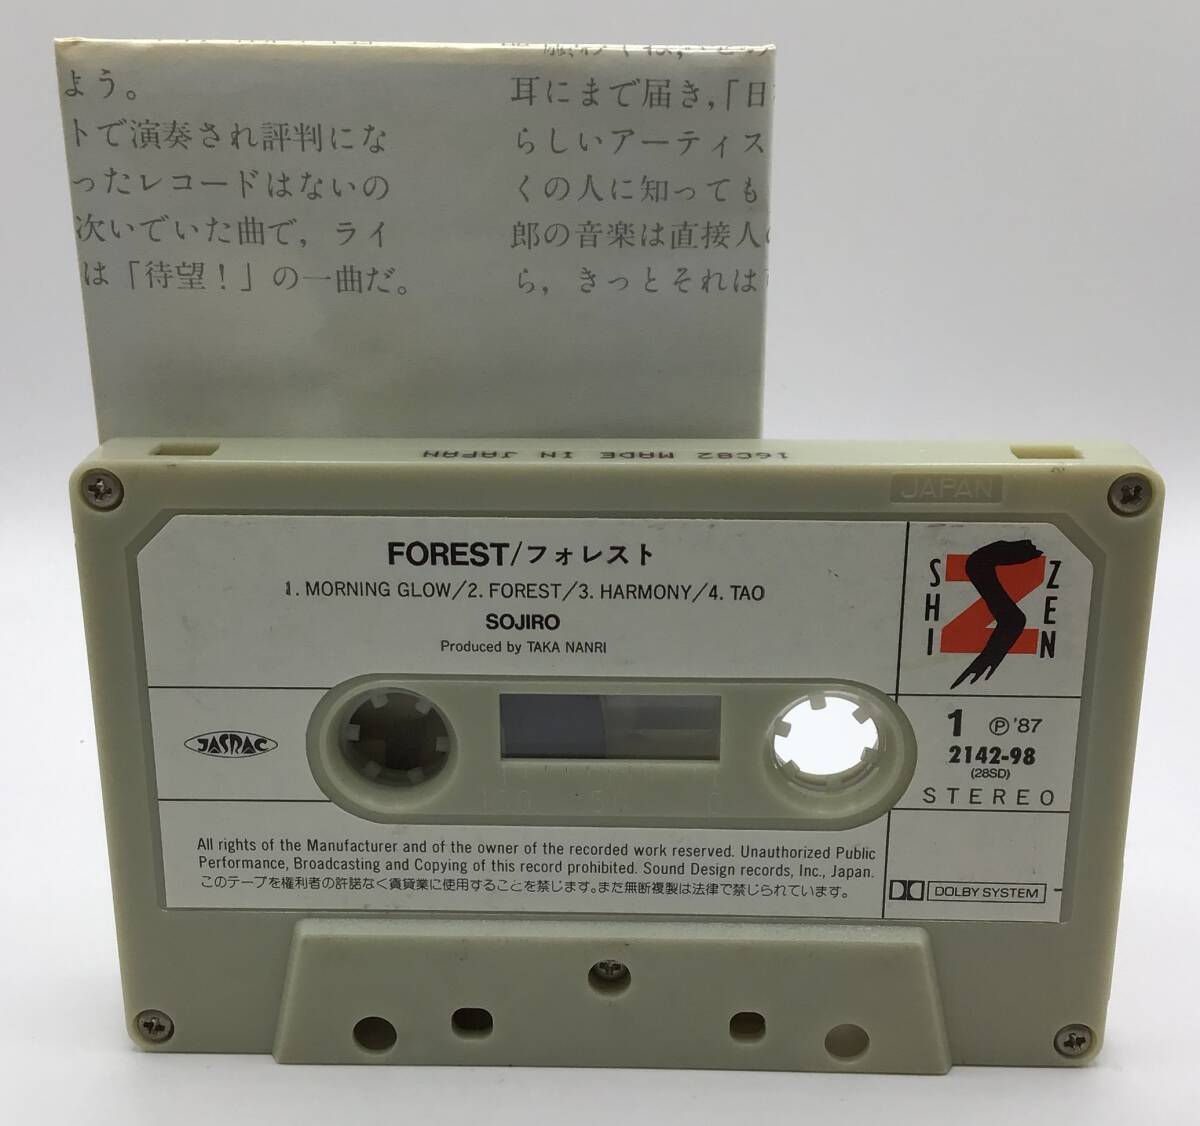 よう。
トで演奏され評判にな
ったレコードはないの
次いでいた曲で，ライ
は「待望！」の一曲だ。
耳にまで届き，「日
らしいアーティス
くの人に知っても
郎の音楽は直接人の
ら，きっとそれは
16C82 MADE IN JAPAN
JAPAN
FOREST/フォレスト
1. MORNING GLOW/2. FOREST/3. HARMONY/4. TAO
SOJIRO
Produced by TAKA NANRI
SHI ZEN
JASRAC
1 Ⓟ '87
2142-98
(28SD)
STEREO
100 50 0
All rights of the Manufacturer and of the owner of the recorded work reserved. Unauthorized Public
Performance, Broadcasting and Copying of this record prohibited. Sound Design records, Inc., Japan.
このテープを権利者の許諾なく賃貸業に使用することを禁じます。また無断複製は法律で禁じられています。
DOLBY SYSTEM